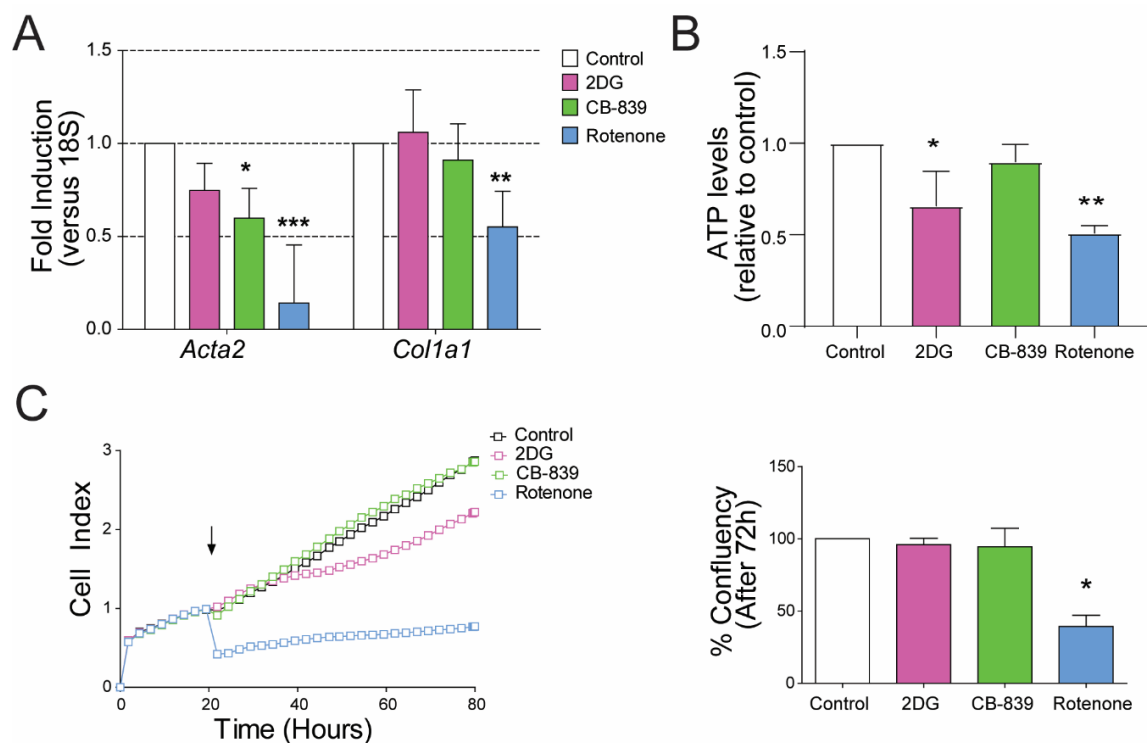 A
Fold Induction
(versus 18S)
1.5
1.0
0.5
0.0
*
***
**
Acta2
Col1a1
Control
2DG
CB-839
Rotenone
B
ATP levels
(relative to control)
1.5
1.0
0.5
0.0
*
**
Control
2DG
CB-839
Rotenone
C
Cell Index
3
2
1
0
0
20
40
60
80
Time (Hours)
Control
2DG
CB-839
Rotenone
% Confluency
(After 72h)
150
100
50
0
*
Control
2DG
CB-839
Rotenone